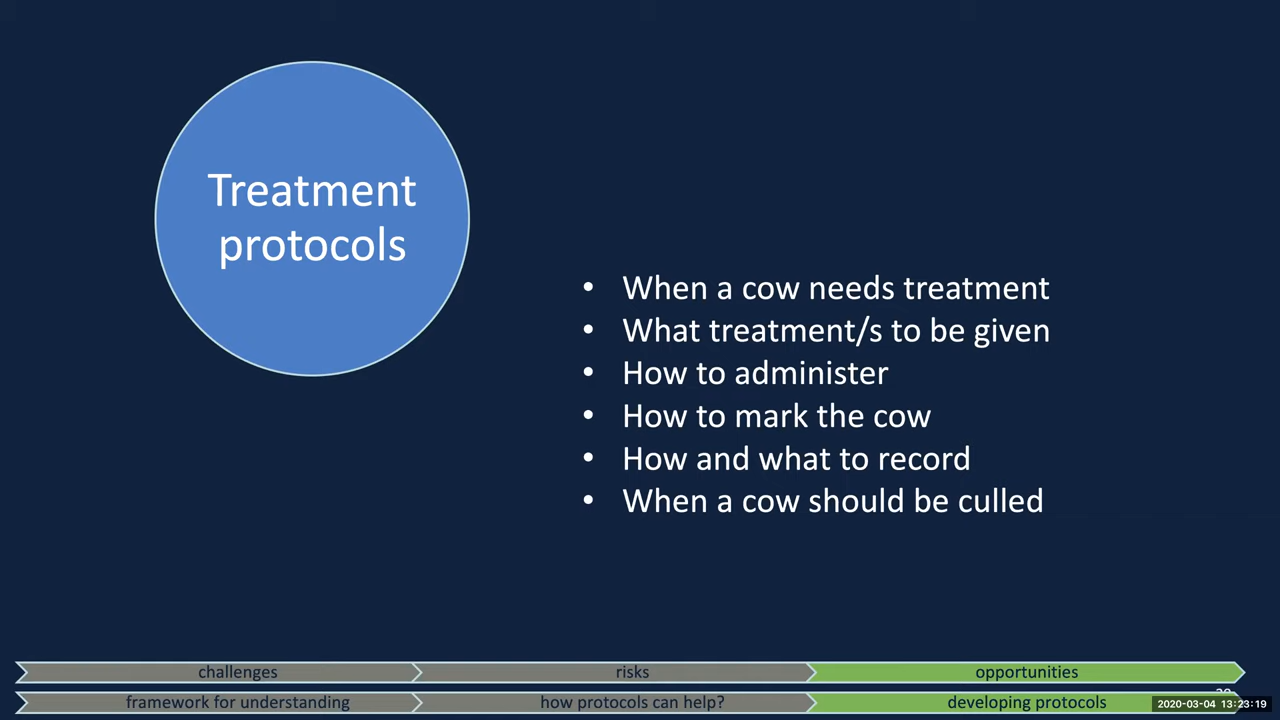 Treatment
protocols
• When a cow needs treatment
• What treatment/s to be given
• How to administer
• How to mark the cow
• How and what to record
• When a cow should be culled
challenges
risks
opportunities
framework for understanding
how protocols can help?
developing protocols
2020-03-04 13:23:19